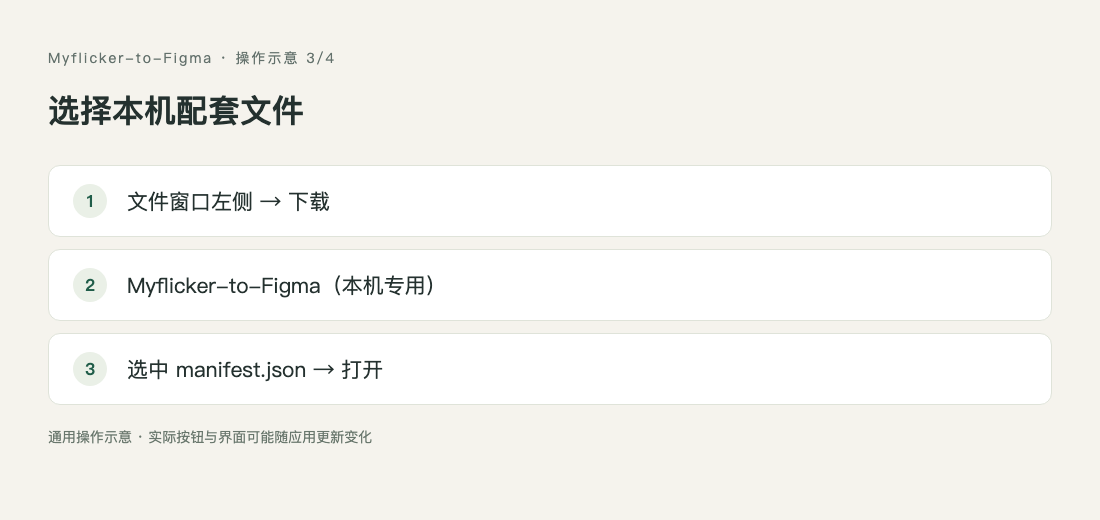 Myflicker–to–Figma · 操作示意 3/4
选择本机配套文件
1 文件窗口左侧 → 下载
2 Myflicker–to–Figma（本机专用）
3 选中 manifest.json → 打开
通用操作示意 · 实际按钮与界面可能随应用更新变化